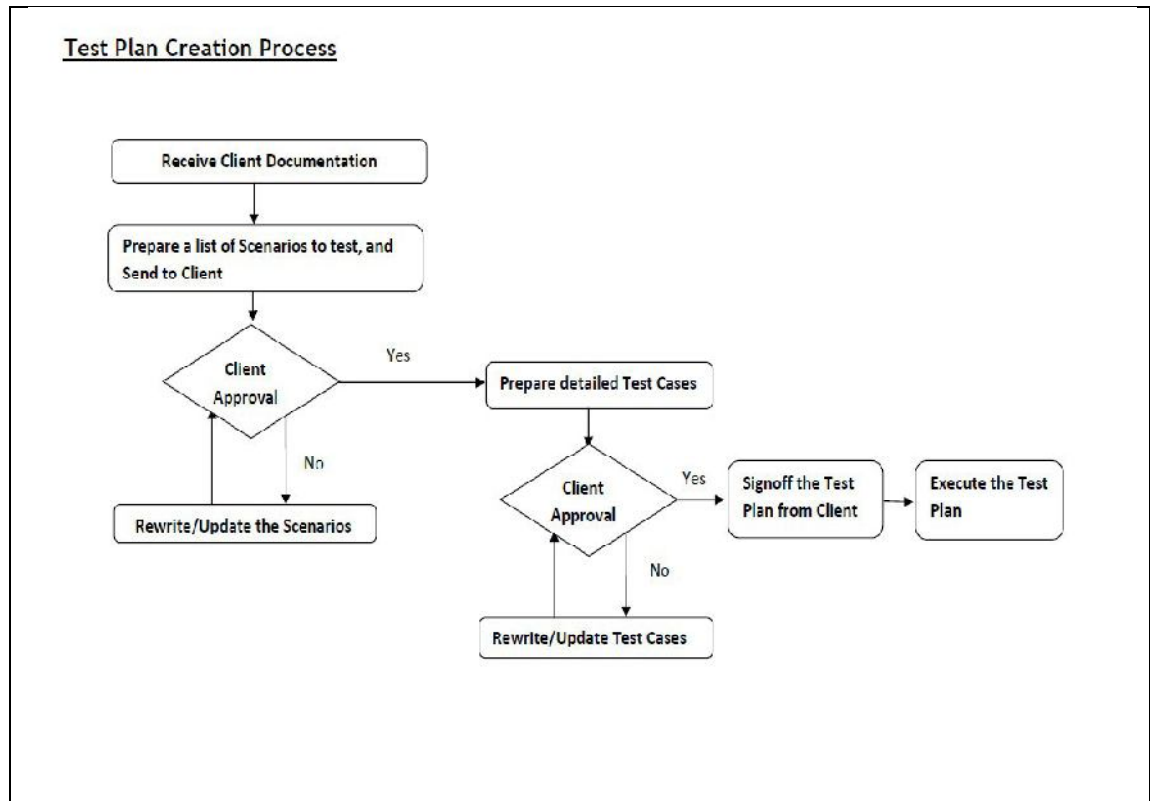 Test Plan Creation Process
Receive Client Documentation
Prepare a list of Scenarios to test, and
Send to Client
Client
Approval
Yes
No
Rewrite/Update the Scenarios
Prepare detailed Test Cases
Client
Approval
Yes
No
Rewrite/Update Test Cases
Signoff the Test
Plan from Client
Execute the Test
Plan